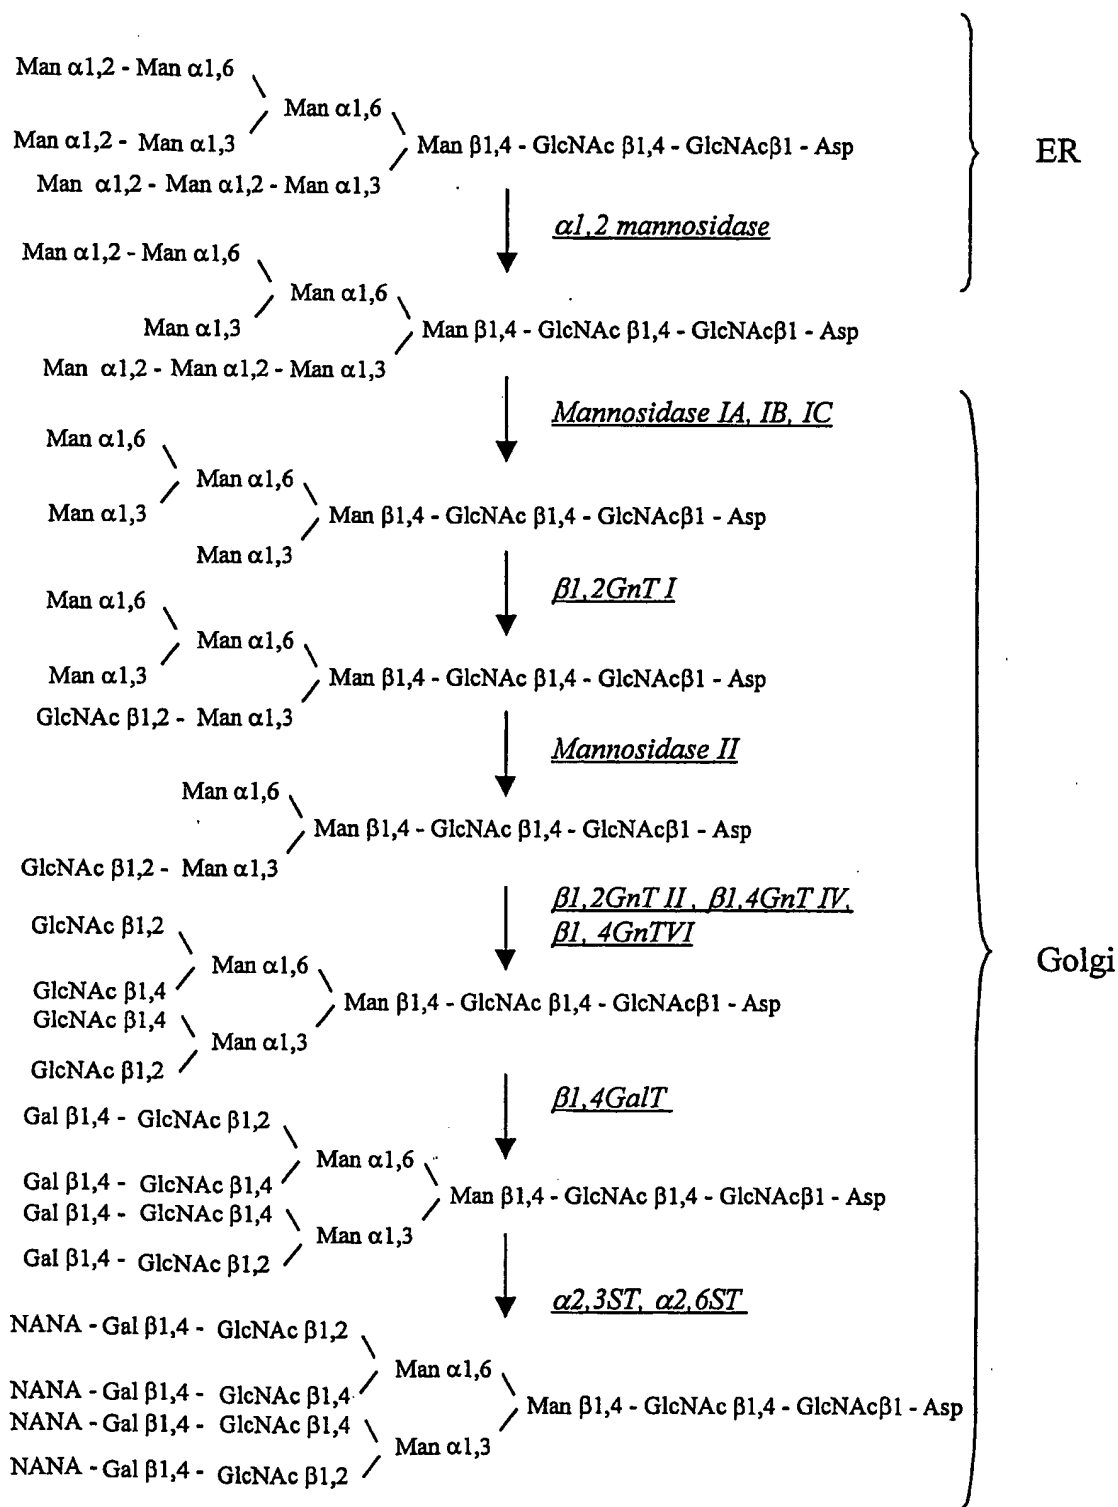 Man α1,2 - Man α1,6
Man α1,6
Man α1,2 - Man α1,3
Man β1,4 - GlcNAc β1,4 - GlcNAcβ1 - Asp
Man α1,2 - Man α1,2 - Man α1,3
ER
α1,2 mannosidase
Man α1,2 - Man α1,6
Man α1,6
Man α1,3
Man β1,4 - GlcNAc β1,4 - GlcNAcβ1 - Asp
Man α1,2 - Man α1,2 - Man α1,3
Mannosidase IA, IB, IC
Man α1,6
Man α1,6
Man α1,3
Man β1,4 - GlcNAc β1,4 - GlcNAcβ1 - Asp
Man α1,3
β1,2GnT I
Man α1,6
Man α1,6
Man α1,3
Man β1,4 - GlcNAc β1,4 - GlcNAcβ1 - Asp
GlcNAc β1,2 - Man α1,3
Mannosidase II
Man α1,6
Man β1,4 - GlcNAc β1,4 - GlcNAcβ1 - Asp
GlcNAc β1,2 - Man α1,3
β1,2GnT II , β1,4GnT IV,
β1, 4GnTVI
GlcNAc β1,2
Man α1,6
GlcNAc β1,4
Man β1,4 - GlcNAc β1,4 - GlcNAcβ1 - Asp
GlcNAc β1,4
Man α1,3
GlcNAc β1,2
Golgi
β1,4GalT
Gal β1,4 - GlcNAc β1,2
Man α1,6
Gal β1,4 - GlcNAc β1,4
Man β1,4 - GlcNAc β1,4 - GlcNAcβ1 - Asp
Gal β1,4 - GlcNAc β1,4
Man α1,3
Gal β1,4 - GlcNAc β1,2
α2,3ST, α2,6ST
NANA - Gal β1,4 - GlcNAc β1,2
Man α1,6
NANA - Gal β1,4 - GlcNAc β1,4
Man β1,4 - GlcNAc β1,4 - GlcNAcβ1 - Asp
NANA - Gal β1,4 - GlcNAc β1,4
Man α1,3
NANA - Gal β1,4 - GlcNAc β1,2